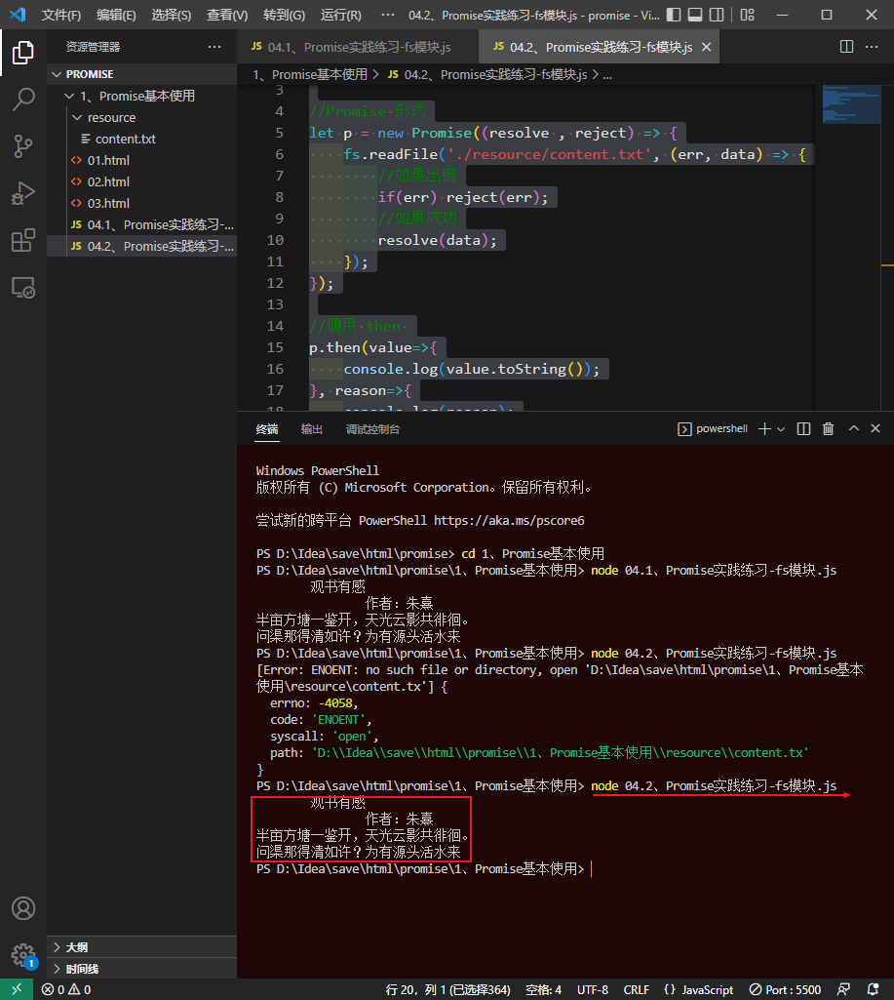 文件(F) 编辑(E) 选择(S) 查看(V) 转到(G) 运行(R) ··· 04.2、Promise实践练习-fs模块.js - promise - Vi...
资源管理器 ···
JS 04.1、Promise实践练习-fs模块.js JS 04.2、Promise实践练习-fs模块.js
PROMISE
1、Promise基本使用 > JS 04.2、Promise实践练习-fs模块.js > ...
1、Promise基本使用
resource
content.txt
01.html
02.html
03.html
JS 04.1、Promise实践练习-...
JS 04.2、Promise实践练习-...
大纲
时间线
3
4 //Promise 形式
5 let p = new Promise((resolve , reject) => {
6 fs.readFile('./resource/content.txt', (err, data) => {
7 //如果出错
8 if(err) reject(err);
9 //如果成功
10 resolve(data);
11 });
12 });
13
14 //调用 then
15 p.then(value=>{
16 console.log(value.toString());
17 }, reason=>{
18 console.log(reason);
终端 输出 调试控制台 powershell
Windows PowerShell
版权所有 (C) Microsoft Corporation。保留所有权利。
尝试新的跨平台 PowerShell https://aka.ms/pscore6
PS D:\Idea\save\html\promise> cd 1、Promise基本使用
PS D:\Idea\save\html\promise\1、Promise基本使用> node 04.1、Promise实践练习-fs模块.js
观书有感
作者：朱熹
半亩方塘一鉴开，天光云影共徘徊。
问渠那得清如许？为有源头活水来
PS D:\Idea\save\html\promise\1、Promise基本使用> node 04.2、Promise实践练习-fs模块.js
[Error: ENOENT: no such file or directory, open 'D:\Idea\save\html\promise\1、Promise基本
使用\resource\content.tx'] {
errno: -4058,
code: 'ENOENT',
syscall: 'open',
path: 'D:\\Idea\\save\\html\\promise\\1、Promise基本使用\\resource\\content.tx'
}
PS D:\Idea\save\html\promise\1、Promise基本使用> node 04.2、Promise实践练习-fs模块.js
观书有感
作者：朱熹
半亩方塘一鉴开，天光云影共徘徊。
问渠那得清如许？为有源头活水来
PS D:\Idea\save\html\promise\1、Promise基本使用>
1
0 0 行 20，列 1 (已选择364) 空格: 4 UTF-8 CRLF {} JavaScript Port : 5500